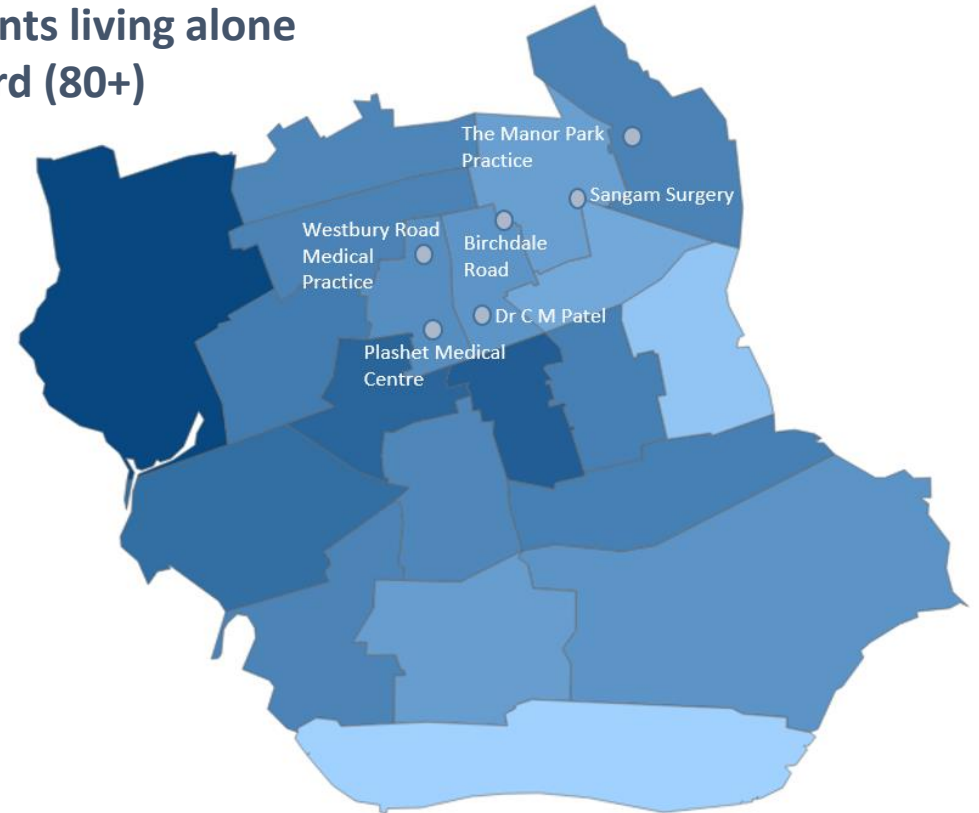 nts living alone
rd (80+)
The Manor Park
Practice
Sangam Surgery
Westbury Road
Medical
Practice
Birchdale
Road
Dr C M Patel
Plashet Medical
Centre